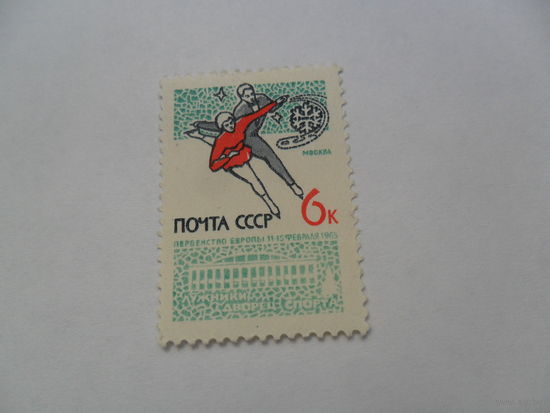 МОСКВА
ПОЧТА СССР
6к
ПЕРВЕНСТВО ЕВРОПЫ 11-15 ФЕВРАЛЯ 1965
ЛУЖНИКИ
ДВОРЕЦ СПОРТА